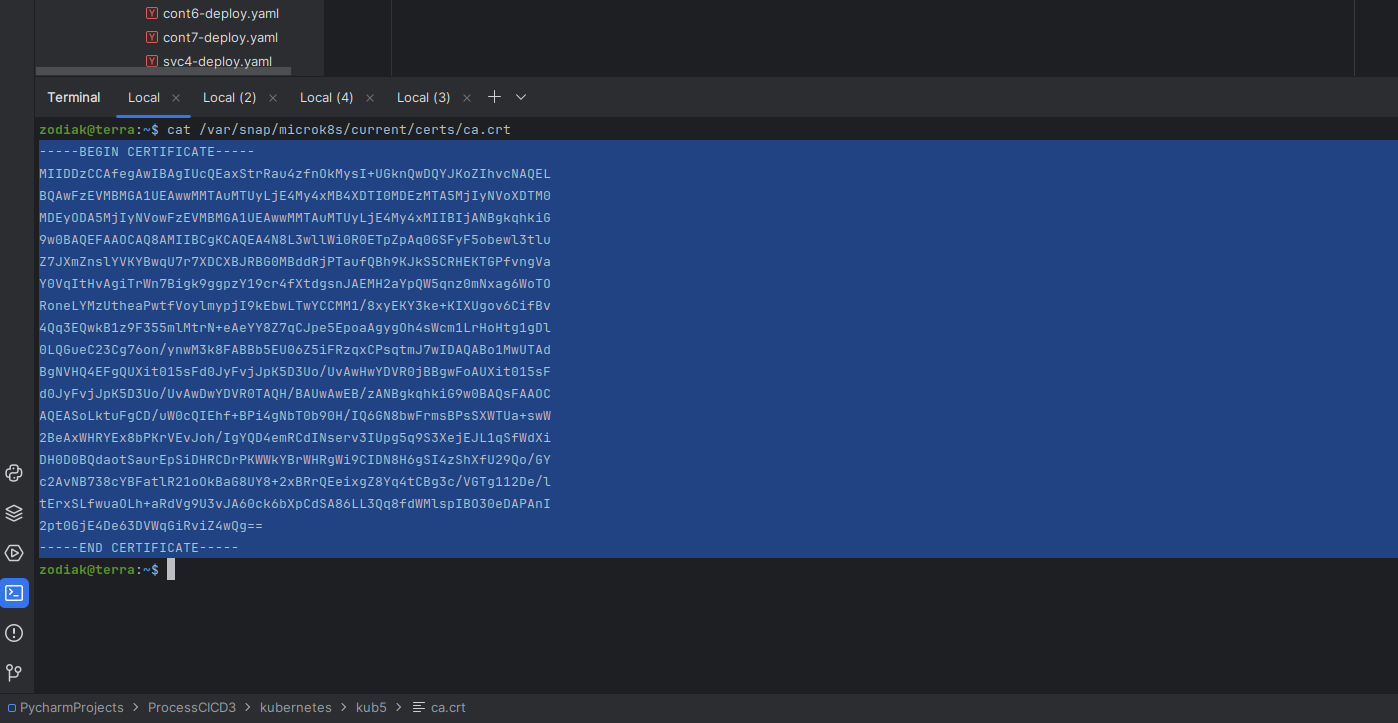 cont6-deploy.yaml
cont7-deploy.yaml
svc4-deploy.yaml
Terminal Local Local (2) Local (4) Local (3)
zodiak@terra:~$ cat /var/snap/microk8s/current/certs/ca.crt
-----BEGIN CERTIFICATE-----
MIIDDzCCAfegAwIBAgIUcQEaxStrRau4zfnOkMysI+UGknQwDQYJKoZIhvcNAQEL
BQAwFzEVMBMGA1UEAwwMMTAuMTUyLjE4My4xMB4XDTI0MDEzMTA5MjIyNVoXDTM0
MDEyODA5MjIyNVowFzEVMBMGA1UEAwwMMTAuMTUyLjE4My4xMIIBIjANBgkqhkiG
9w0BAQEFAAOCAQ8AMIIBCgKCAQEA4N8L3wllWi0R0ETpZpAq0GSFyF5obewl3tlu
Z7JXmZnslYVKYBwqU7r7XDCXBJRBG0MBddRjPTaufQBh9KJkS5CRHEKTGPfvngVa
Y0VqItHvAgiTrWn7Bigk9ggpzY19cr4fXtdgsnJAEMH2aYpQW5qnz0mNxag6WoTO
RoneLYMzUtheaPwtfVoylmypjI9kEbwLTwYCCMM1/8xyEKY3ke+KIXUgov6CifBv
4Qq3EQwkB1z9F355mlMtrN+eAeYY8Z7qCJpe5EpoaAgygOh4sWcm1LrHoHtg1gDl
0LQGueC23Cg76on/ynwM3k8FABBb5EU06Z5iFRzqxCPsqtmJ7wIDAQABo1MwUTAd
BgNVHQ4EFgQUXit015sFd0JyFvjJpK5D3Uo/UvAwHwYDVR0jBBgwFoAUXit015sF
d0JyFvjJpK5D3Uo/UvAwDwYDVR0TAQH/BAUwAwEB/zANBgkqhkiG9w0BAQsFAAOC
AQEASoLktuFgCD/uW0cQIEhf+BPi4gNbT0b90H/IQ6GN8bwFrmsBPsSXWTUa+swW
2BeAxWHRYEx8bPKrVEvJoh/IgYQD4emRCdINserv3IUpg5q9S3XejEJL1qSfWdXi
DH0D0BQdaotSaurEpSiDHRCDrPKWWkYBrWHRgWi9CIDN8H6gSI4zShXfU29Qo/GY
c2AvNB738cYBFatlR21oOkBaG8UY8+2xBRrQEeixgZ8Yq4tCBg3c/VGTg112De/l
tErxSLfwuaOLh+aRdVg9U3vJA60ck6bXpCdSA86LL3Qq8fdWMlspIBO30eDAPAnI
2pt0GjE4De63DVWqGiRviZ4wQg==
-----END CERTIFICATE-----
zodiak@terra:~$
PycharmProjects > ProcessCICD3 > kubernetes > kub5 > ca.crt